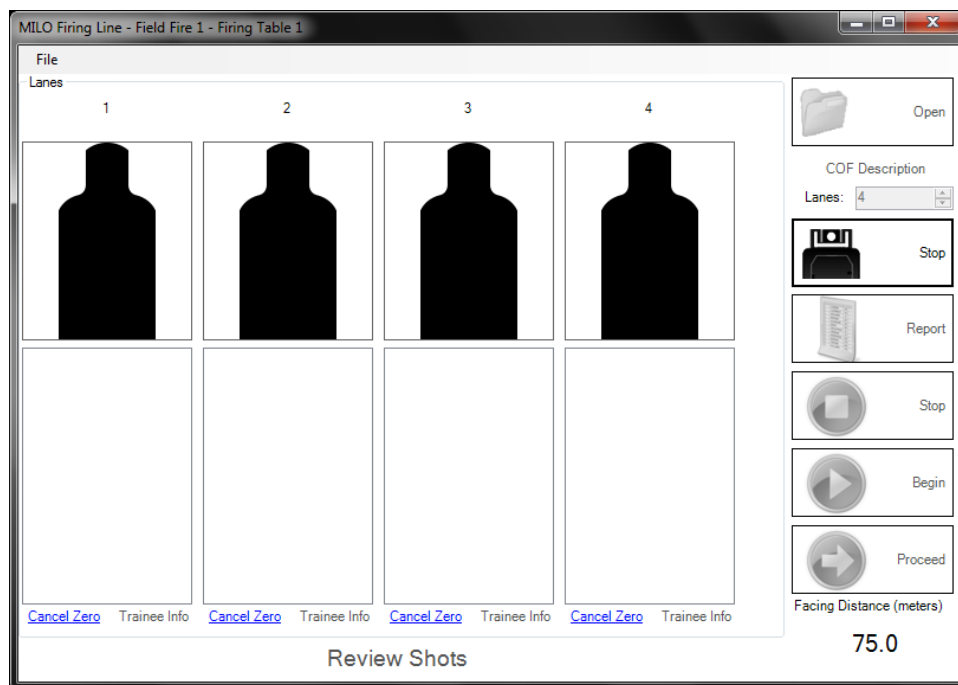 MILO Firing Line - Field Fire 1 - Firing Table 1
File
Lanes
1 2 3 4
Open
COF Description
Lanes: 4
Stop
Report
Stop
Begin
Proceed
Cancel Zero Trainee Info Cancel Zero Trainee Info Cancel Zero Trainee Info Cancel Zero Trainee Info
Facing Distance (meters)
75.0
Review Shots